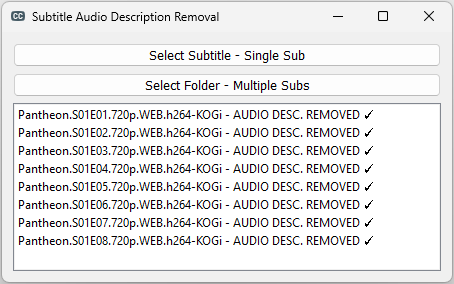 CC Subtitle Audio Description Removal
Select Subtitle - Single Sub
Select Folder - Multiple Subs
Pantheon.S01E01.720p.WEB.h264-KOGi - AUDIO DESC. REMOVED ✓
Pantheon.S01E02.720p.WEB.h264-KOGi - AUDIO DESC. REMOVED ✓
Pantheon.S01E03.720p.WEB.h264-KOGi - AUDIO DESC. REMOVED ✓
Pantheon.S01E04.720p.WEB.h264-KOGi - AUDIO DESC. REMOVED ✓
Pantheon.S01E05.720p.WEB.h264-KOGi - AUDIO DESC. REMOVED ✓
Pantheon.S01E06.720p.WEB.h264-KOGi - AUDIO DESC. REMOVED ✓
Pantheon.S01E07.720p.WEB.h264-KOGi - AUDIO DESC. REMOVED ✓
Pantheon.S01E08.720p.WEB.h264-KOGi - AUDIO DESC. REMOVED ✓